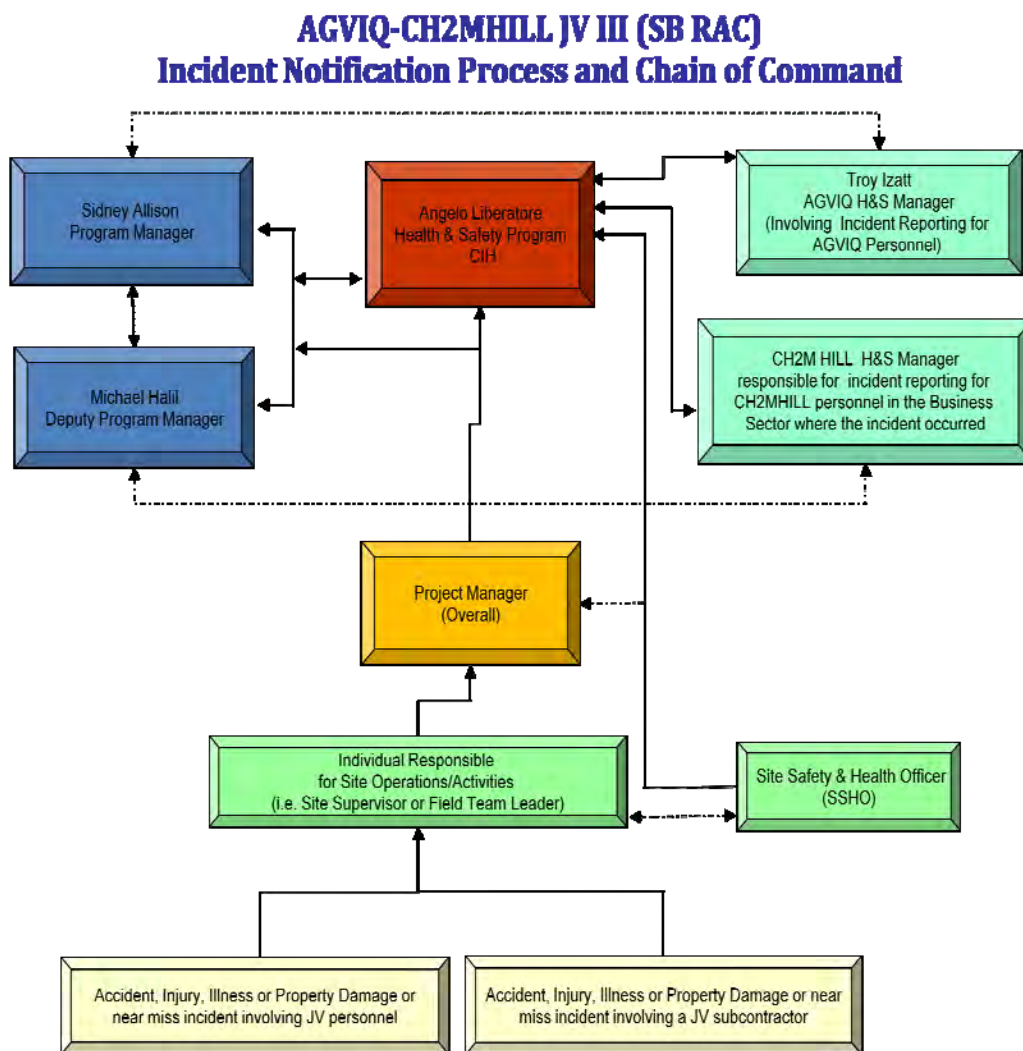 AGVIQ-CH2MHILL JV III (SB RAC)
Incident Notification Process and Chain of Command
Sidney Allison
Program Manager
Angelo Liberatore
Health & Safety Program
CIH
Troy Izatt
AGVIQ H&S Manager
(Involving Incident Reporting for
AGVIQ Personnel)
Michael Halil
Deputy Program Manager
CH2M HILL H&S Manager
responsible for incident reporting for
CH2MHILL personnel in the Business
Sector where the incident occurred
Project Manager
(Overall)
Individual Responsible
for Site Operations/Activities
(i.e. Site Supervisor or Field Team Leader)
Site Safety & Health Officer
(SSHO)
Accident, Injury, Illness or Property Damage or
near miss incident involving JV personnel
Accident, Injury, Illness or Property Damage or near
miss incident involving a JV subcontractor